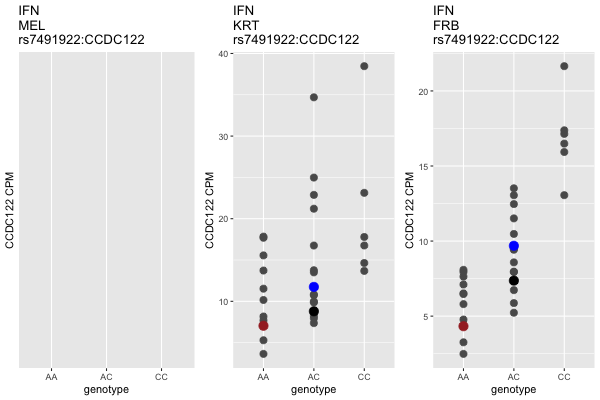 IFN
MEL
rs7491922:CCDC122
CCDC122 CPM
AA AC CC
genotype
IFN
KRT
rs7491922:CCDC122
CCDC122 CPM
40
30
20
10
AA AC CC
genotype
IFN
FRB
rs7491922:CCDC122
CCDC122 CPM
20
15
10
5
AA AC CC
genotype